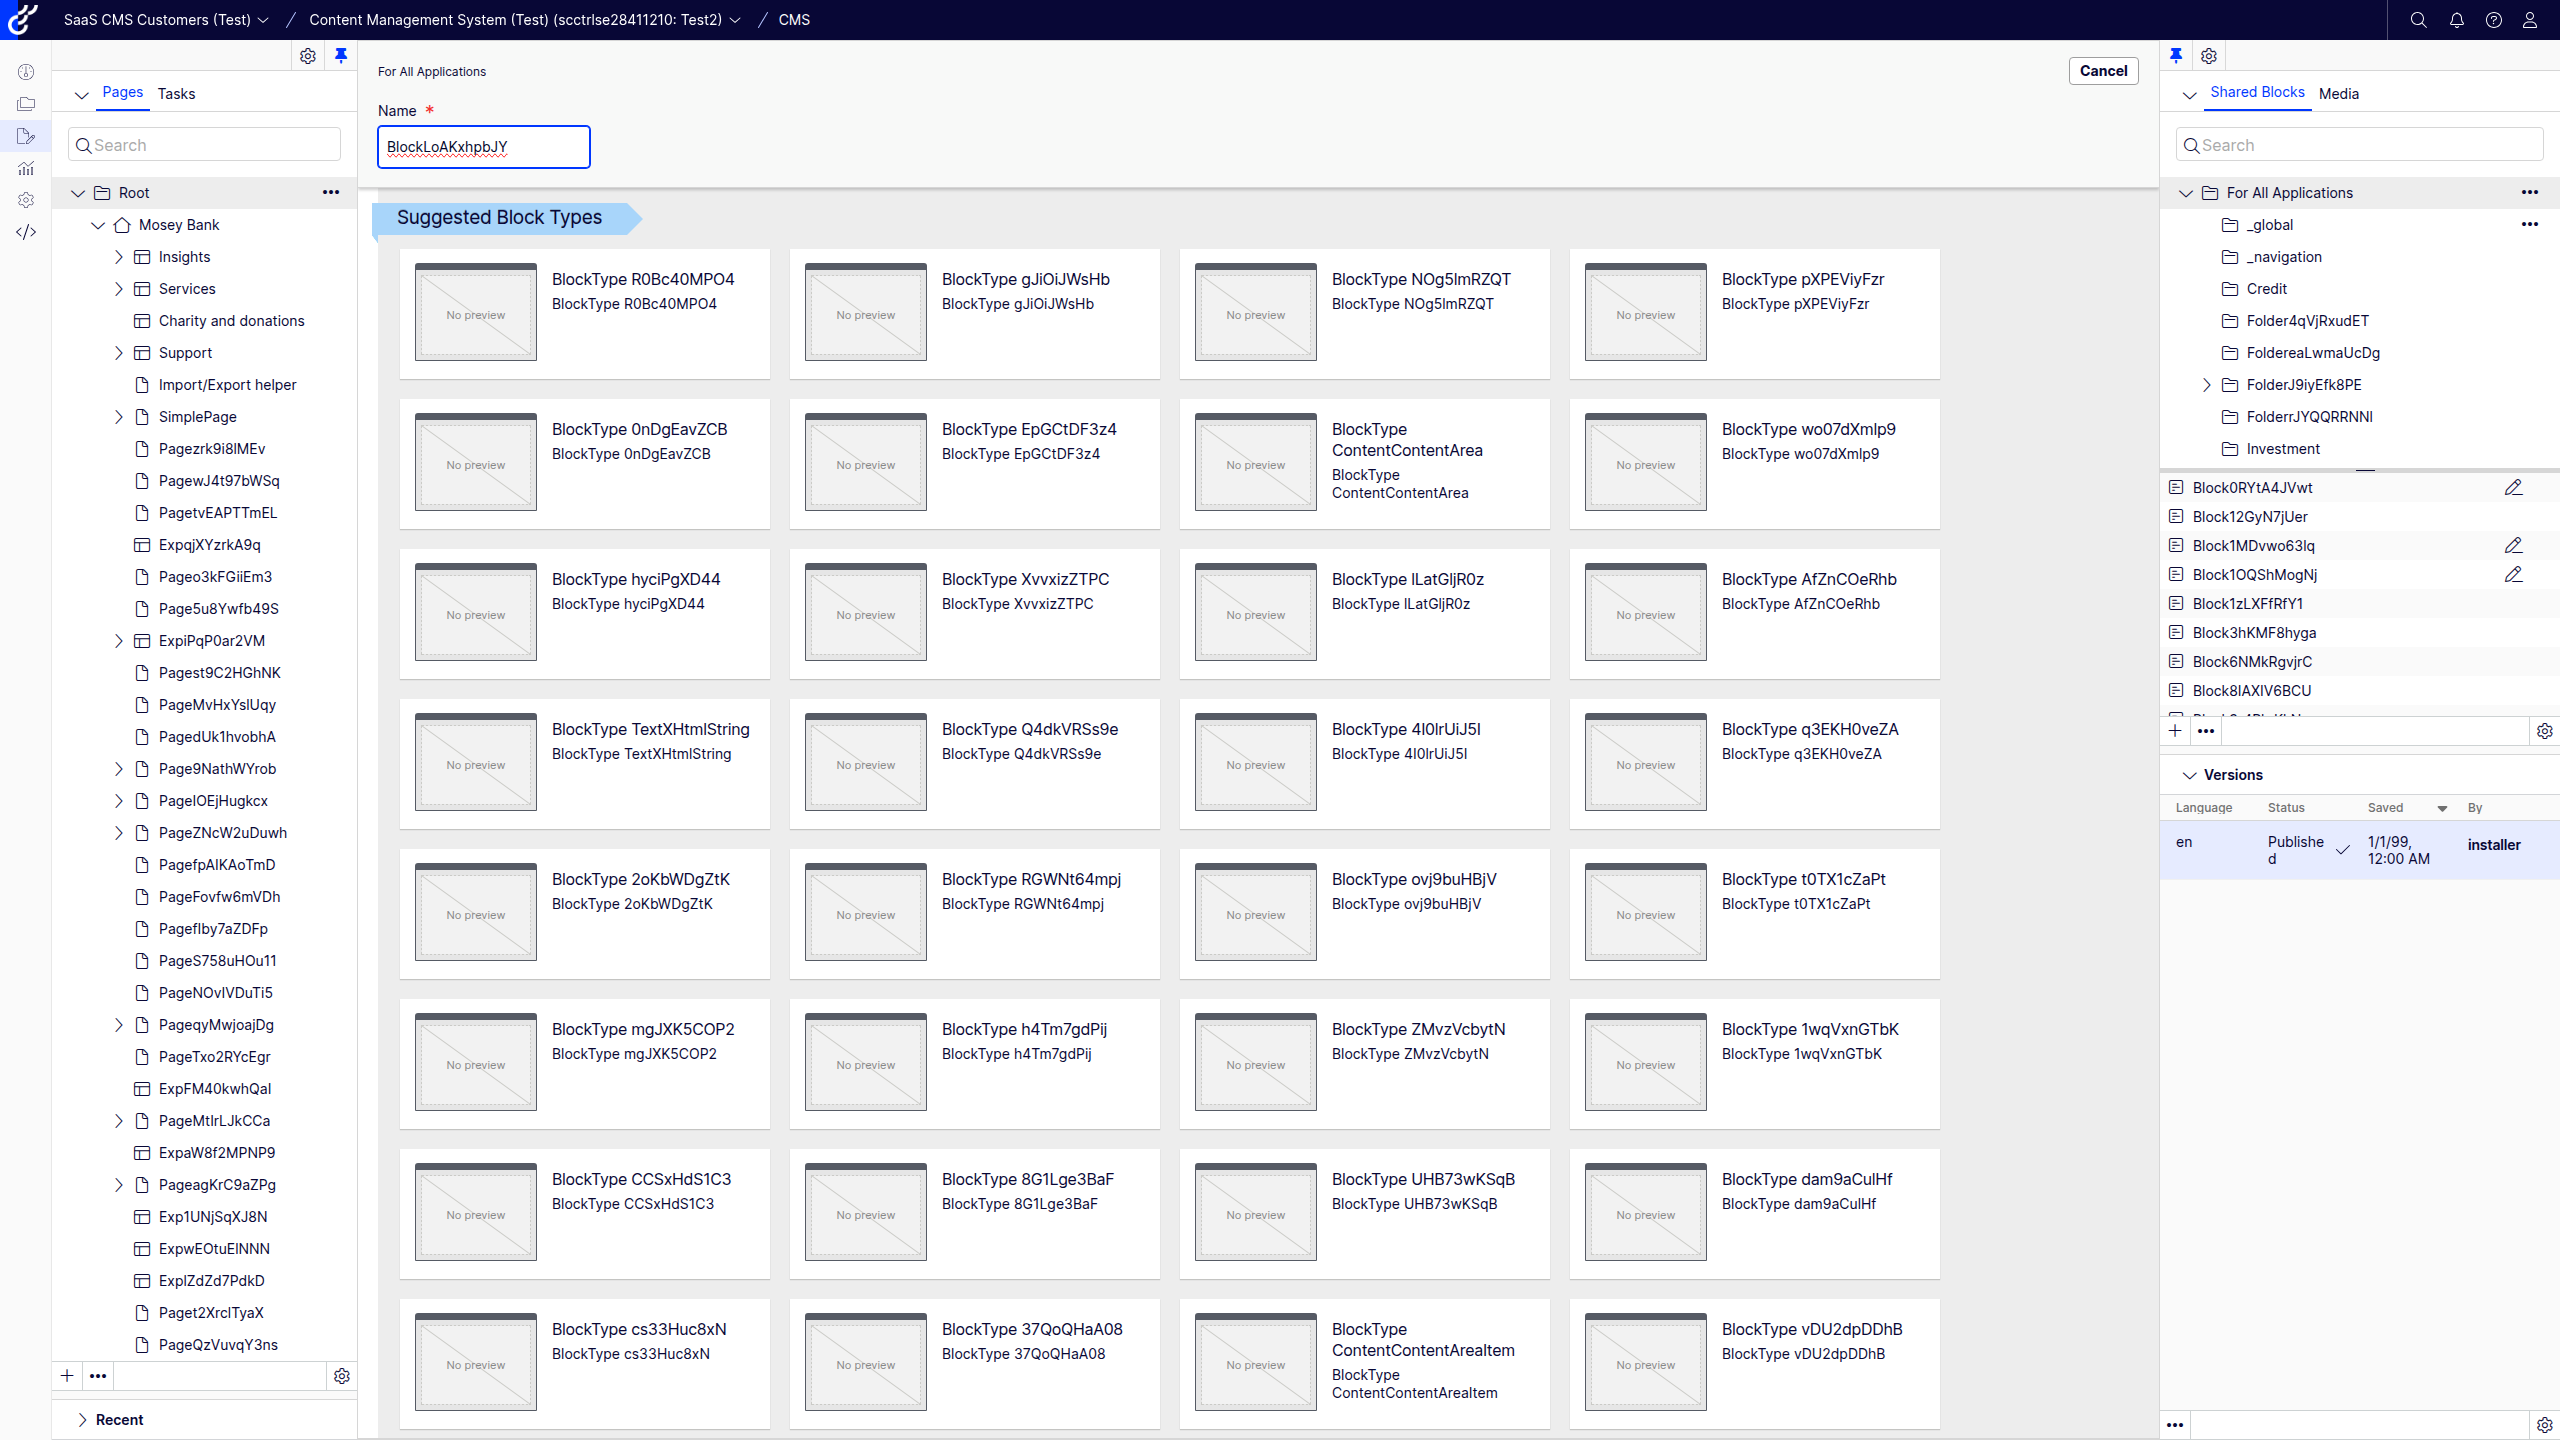 SaaS CMS Customers (Test)
Content Management System (Test) (scctrlse28411210: Test2)
CMS
Pages
Tasks
Search
Root
Mosey Bank
Insights
Services
Charity and donations
Support
Import/Export helper
SimplePage
Pagezrk9i8lMEv
PagewJ4t97bWSq
PagetvEAPTTmEL
ExpqjXYzrkA9q
Pageo3kFGiiEm3
Page5u8Ywfb49S
ExpiPqP0ar2VM
Pagest9C2HGhNK
PageMvHxYslUqy
PagedUk1hvobhA
Page9NathWYrob
PagelOEjHugkcx
PageZNcW2uDuwh
PagefpAlKAoTmD
PageFovfw6mVDh
Pageflby7aZDFp
PageS758uHOu11
PageNOvlVDuTi5
PageqyMwjoajDg
PageTxo2RYcEgr
ExpFM40kwhQal
PageMtlrLJkCCa
ExpaW8f2MPNP9
PageagKrC9aZPg
Exp1UNjSqXJ8N
ExpwEOtuElNNN
ExplZdZd7PdkD
Paget2XrclTyaX
PageQzVuvqY3ns
Recent
For All Applications
Cancel
Name *
BlockLoAKxhpbJY
Suggested Block Types
No preview
BlockType R0Bc40MPO4
BlockType R0Bc40MPO4
No preview
BlockType gJiOiJWsHb
BlockType gJiOiJWsHb
No preview
BlockType NOg5lmRZQT
BlockType NOg5lmRZQT
No preview
BlockType pXPEViyFzr
BlockType pXPEViyFzr
No preview
BlockType 0nDgEavZCB
BlockType 0nDgEavZCB
No preview
BlockType EpGCtDF3z4
BlockType EpGCtDF3z4
No preview
BlockType
ContentContentArea
BlockType
ContentContentArea
No preview
BlockType wo07dXmlp9
BlockType wo07dXmlp9
No preview
BlockType hyciPgXD44
BlockType hyciPgXD44
No preview
BlockType XvvxizZTPC
BlockType XvvxizZTPC
No preview
BlockType lLatGljR0z
BlockType lLatGljR0z
No preview
BlockType AfZnCOeRhb
BlockType AfZnCOeRhb
No preview
BlockType TextXHtmlString
BlockType TextXHtmlString
No preview
BlockType Q4dkVRSs9e
BlockType Q4dkVRSs9e
No preview
BlockType 4I0lrUiJ5I
BlockType 4I0lrUiJ5I
No preview
BlockType q3EKH0veZA
BlockType q3EKH0veZA
No preview
BlockType 2oKbWDgZtK
BlockType 2oKbWDgZtK
No preview
BlockType RGWNt64mpj
BlockType RGWNt64mpj
No preview
BlockType ovj9buHBjV
BlockType ovj9buHBjV
No preview
BlockType t0TX1cZaPt
BlockType t0TX1cZaPt
No preview
BlockType mgJXK5COP2
BlockType mgJXK5COP2
No preview
BlockType h4Tm7gdPij
BlockType h4Tm7gdPij
No preview
BlockType ZMvzVcbytN
BlockType ZMvzVcbytN
No preview
BlockType 1wqVxnGTbK
BlockType 1wqVxnGTbK
No preview
BlockType CCSxHdS1C3
BlockType CCSxHdS1C3
No preview
BlockType 8G1Lge3BaF
BlockType 8G1Lge3BaF
No preview
BlockType UHB73wKSqB
BlockType UHB73wKSqB
No preview
BlockType dam9aCulHf
BlockType dam9aCulHf
No preview
BlockType cs33Huc8xN
BlockType cs33Huc8xN
No preview
BlockType 37QoQHaA08
BlockType 37QoQHaA08
No preview
BlockType
ContentContentAreaItem
BlockType
ContentContentAreaItem
No preview
BlockType vDU2dpDDhB
BlockType vDU2dpDDhB
Shared Blocks
Media
Search
For All Applications
_global
_navigation
Credit
Folder4qVjRxudET
FoldereaLwmaUcDg
FolderJ9iyEfk8PE
FolderrJYQQRRNNl
Investment
Block0RYtA4JVwt
Block12GyN7jUer
Block1MDvwo63lq
Block1OQShMogNj
Block1zLXFfRfY1
Block3hKMF8hyga
Block6NMkRgvjrC
Block8lAXlV6BCU
Versions
Language Status Saved By
en
Publishe
d
1/1/99,
12:00 AM
installer